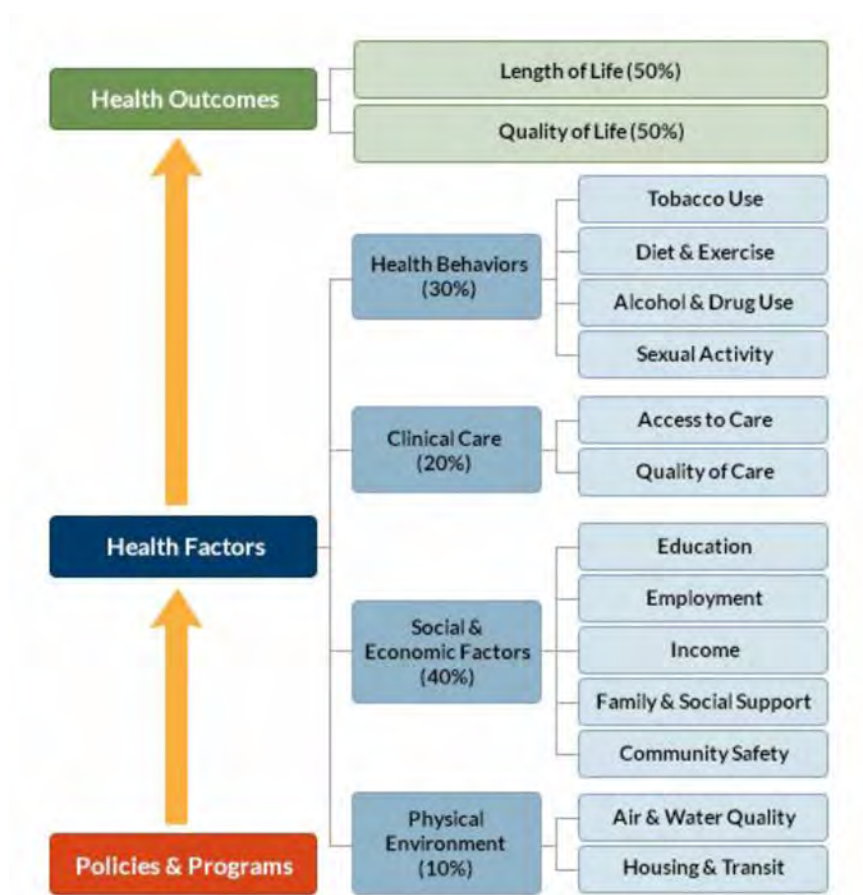 Health Outcomes
Length of Life (50%)
Quality of Life (50%)
Health Factors
Health Behaviors
(30%)
Tobacco Use
Diet & Exercise
Alcohol & Drug Use
Sexual Activity
Clinical Care
(20%)
Access to Care
Quality of Care
Social &
Economic Factors
(40%)
Education
Employment
Income
Family & Social Support
Community Safety
Physical
Environment
(10%)
Air & Water Quality
Housing & Transit
Policies & Programs